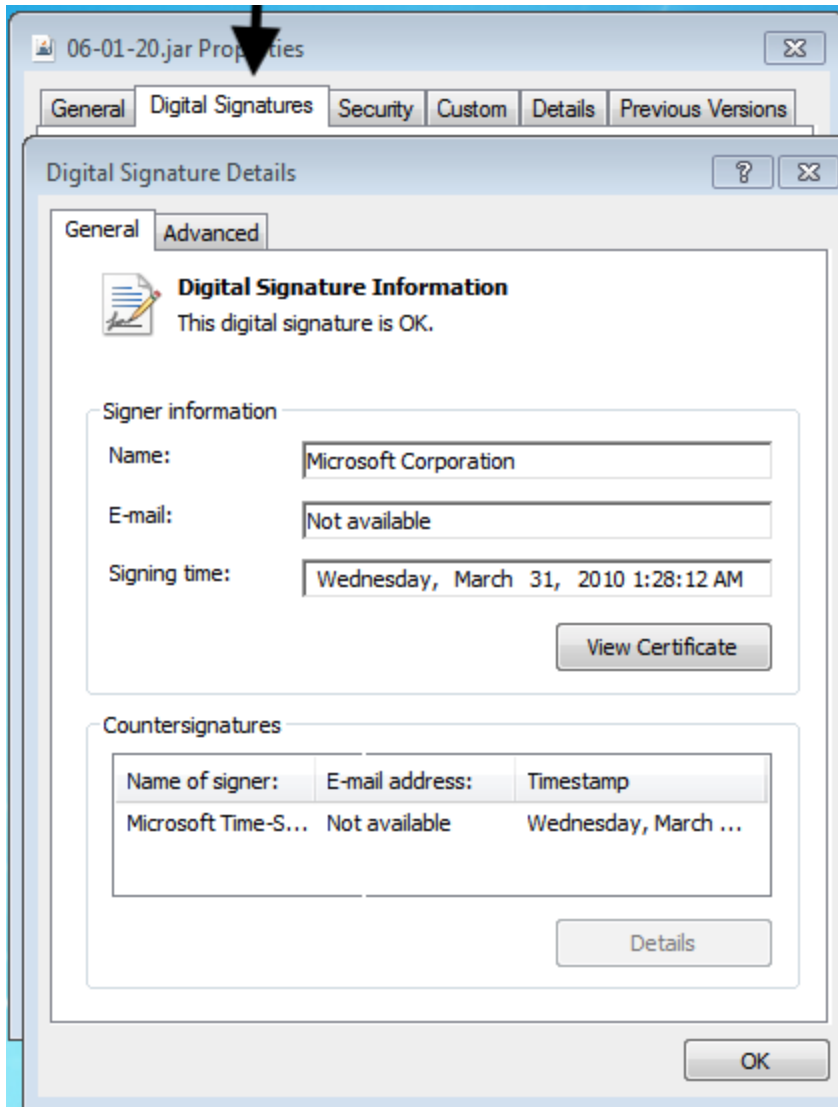 06-01-20.jar Properties
General Digital Signatures Security Custom Details Previous Versions
Digital Signature Details
General Advanced
Digital Signature Information
This digital signature is OK.
Signer information
Name: Microsoft Corporation
E-mail: Not available
Signing time: Wednesday, March 31, 2010 1:28:12 AM
View Certificate
Countersignatures
Name of signer: E-mail address: Timestamp
Microsoft Time-S... Not available Wednesday, March ...
Details
OK